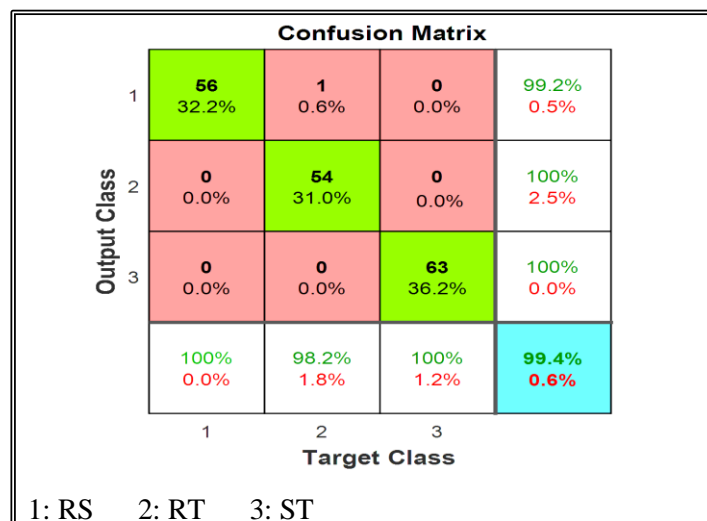 Confusion Matrix
1 56 1 0 99.2%
32.2% 0.6% 0.0% 0.5%
2 0 54 0 100%
0.0% 31.0% 0.0% 2.5%
3 0 0 63 100%
0.0% 0.0% 36.2% 0.0%
100% 98.2% 100% 99.4%
0.0% 1.8% 1.2% 0.6%
1 2 3
Output Class
Target Class
1: RS 2: RT 3: ST